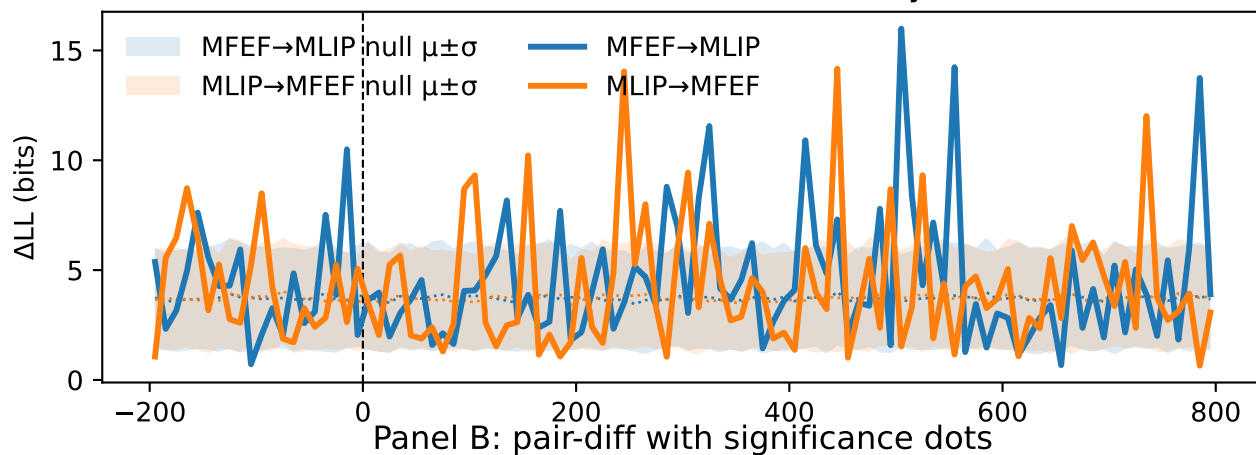 MFEF→MLIP null μ±σ
MLIP→MFEF null μ±σ
MFEF→MLIP
MLIP→MFEF
ΔLL (bits)
15
10
5
0
−200 0 200 400 600 800
Panel B: pair-diff with significance dots